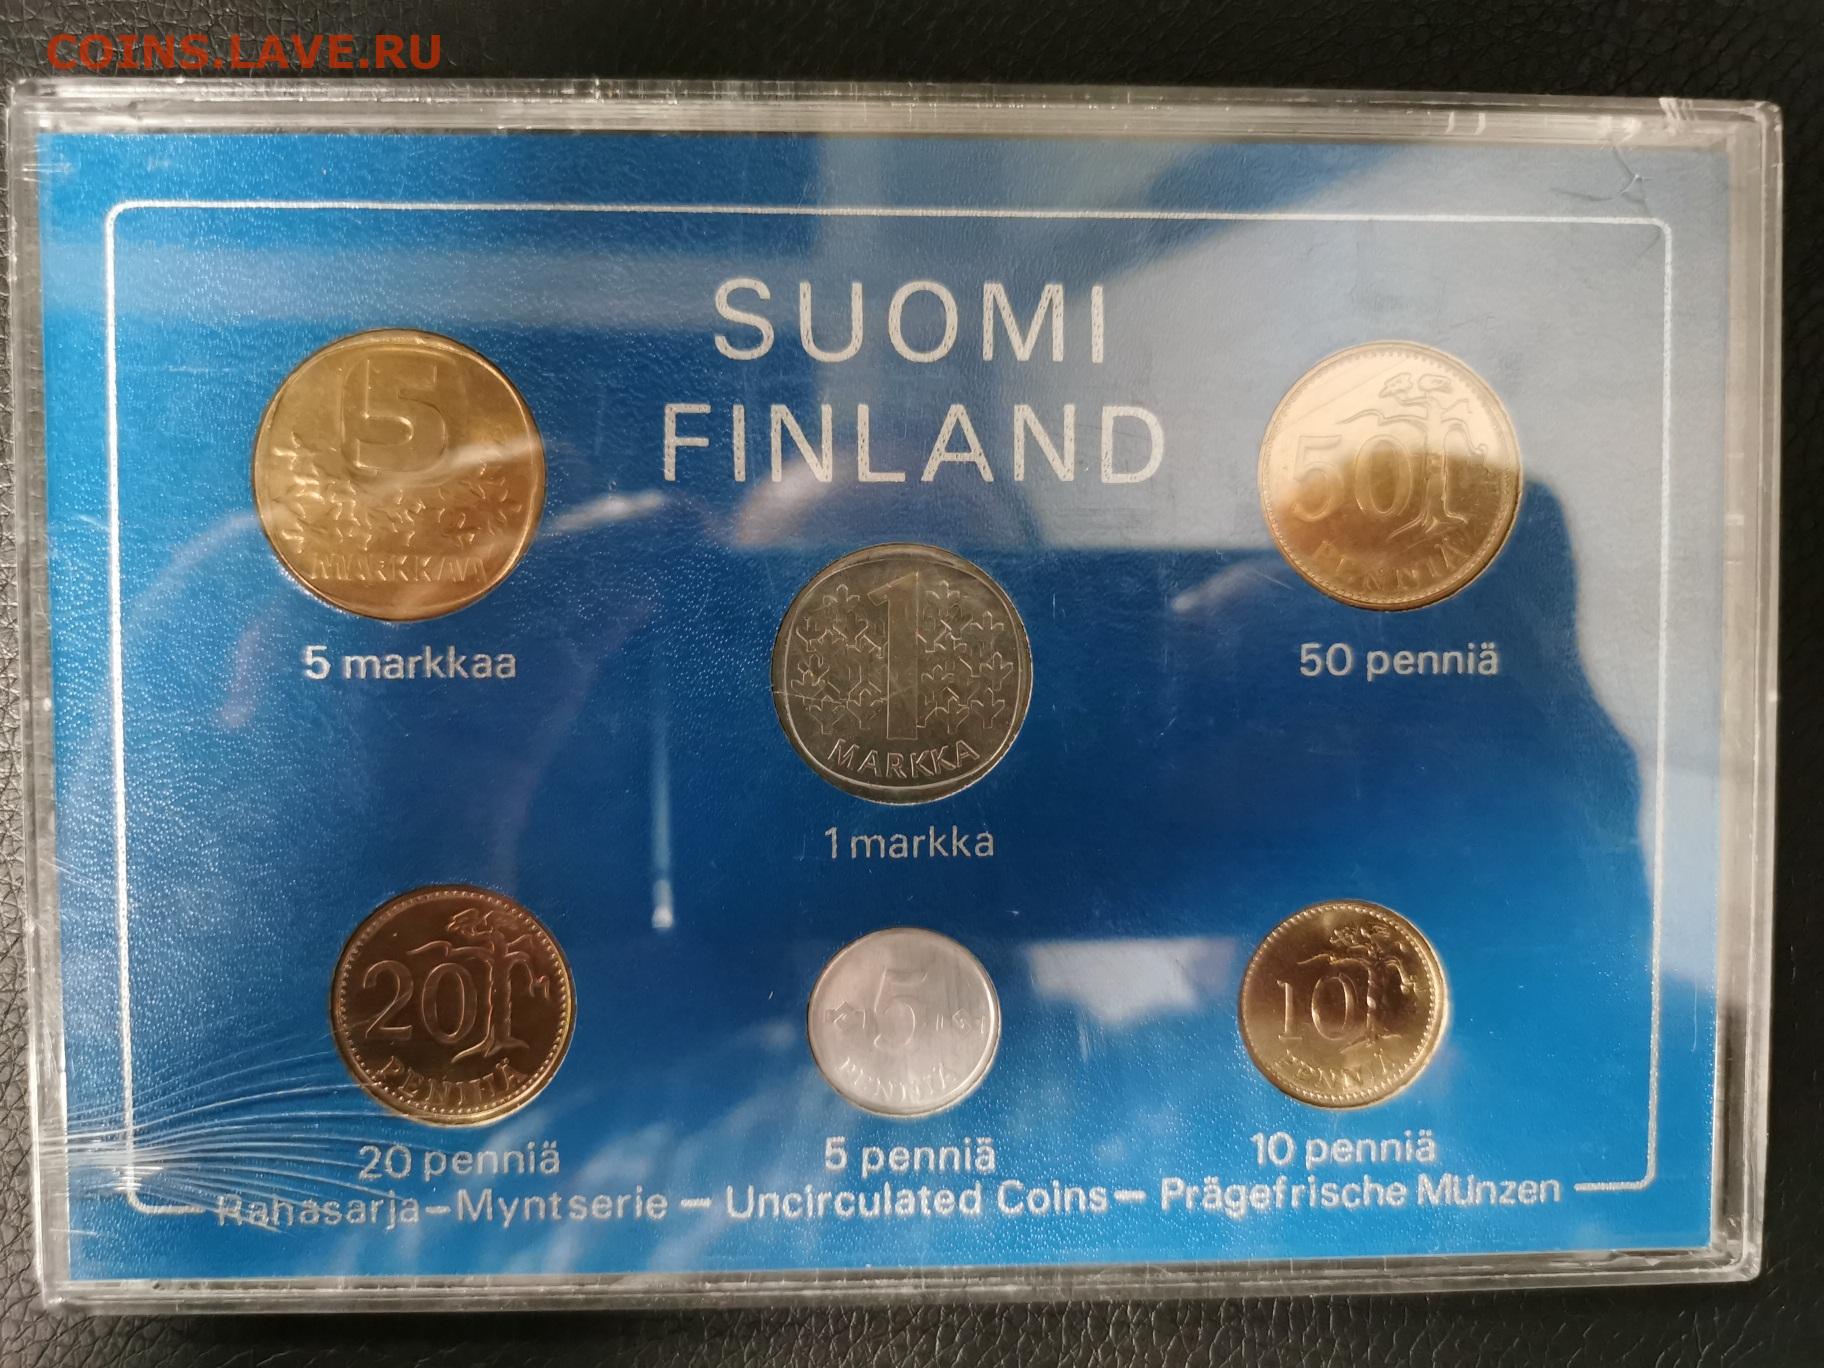 COINS.LAVE.RU
SUOMI
FINLAND
5
MARKKAA
50
PENNIÄ
5 markkaa
50 penniä
1
MARKKA
1 markka
20
PENNIÄ
5
PENNIÄ
10
PENNIÄ
20 penniä
5 penniä
10 penniä
Rahasarja – Myntserie – Uncirculated Coins – Prägefrische Münzen